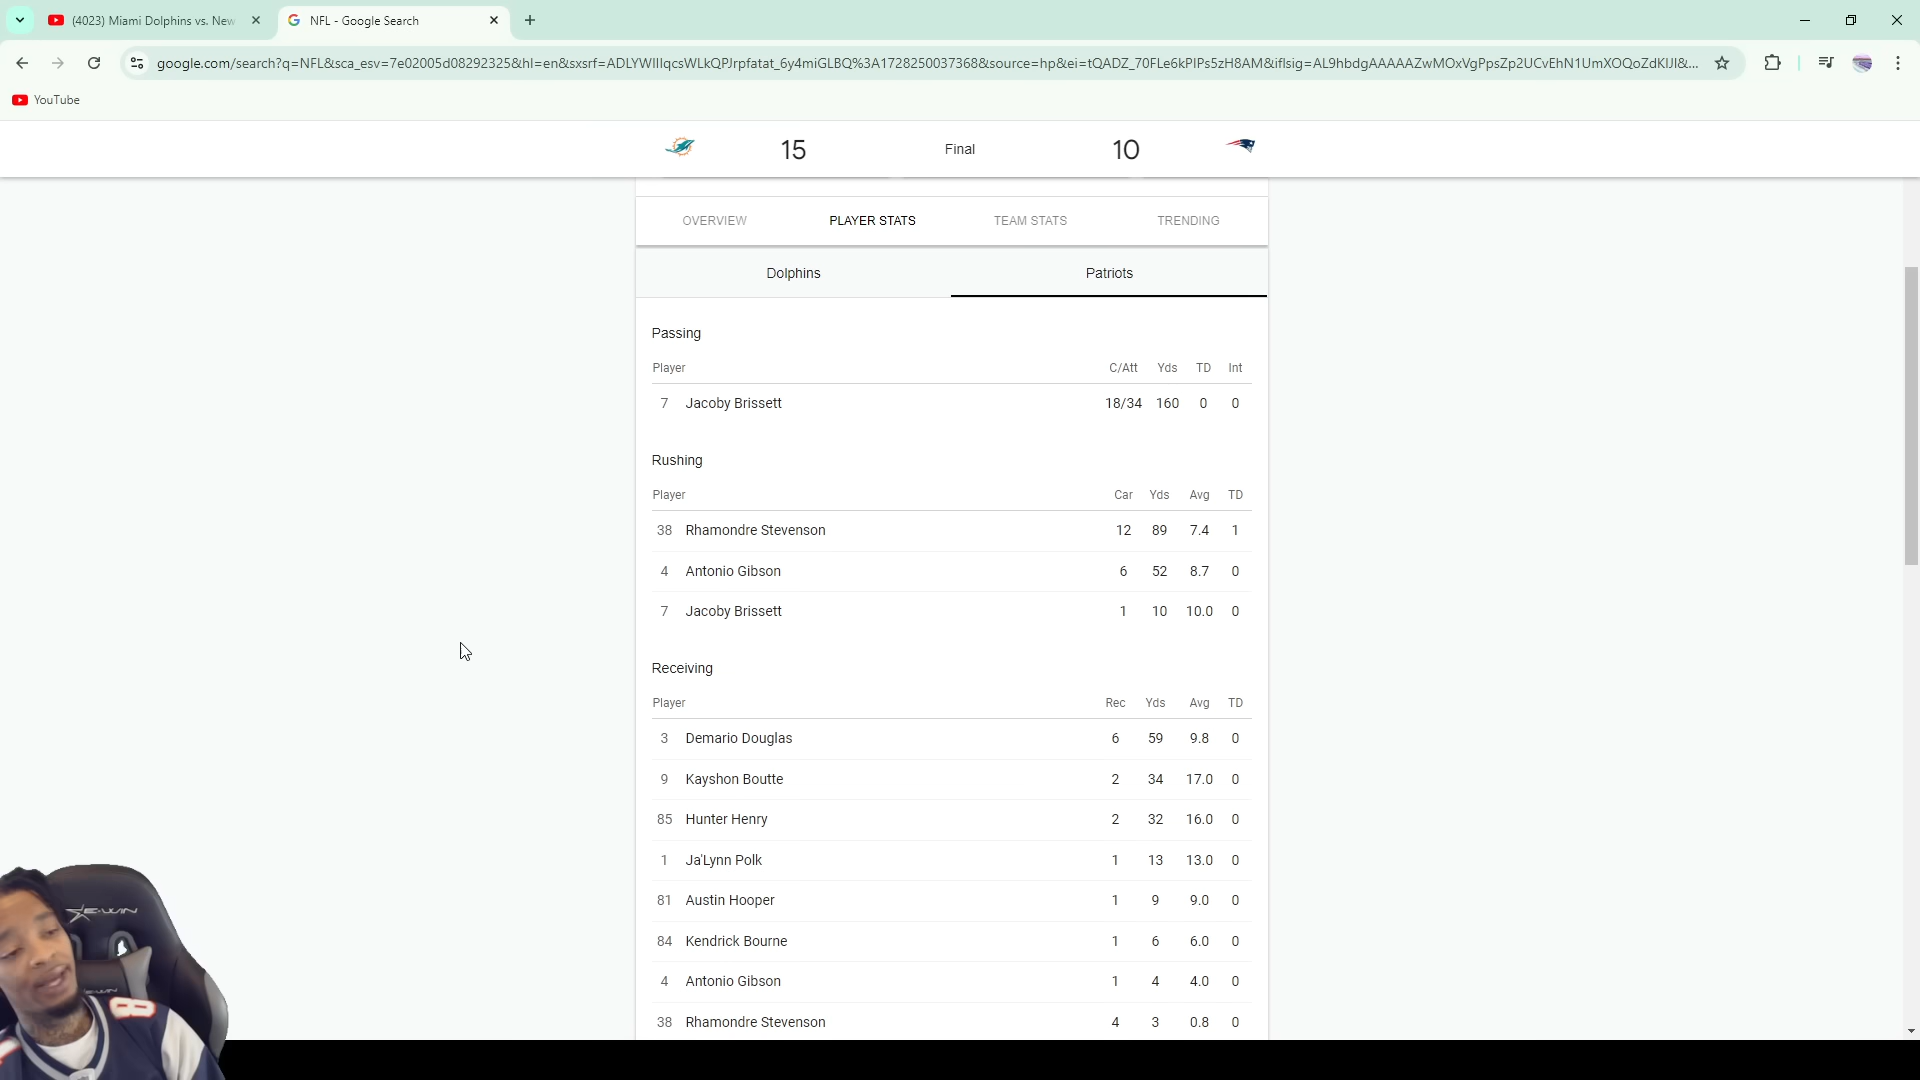 (4023) Miami Dolphins vs. New
NFL - Google Search
google.com/search?q=NFL&sca_esv=7e02005d08292325&hl=en&sxsrf=ADLYWIIIqcsWLkQPJrpfatat_6y4miGLBQ%3A1728250037368&source=hp&ei=tQADZ_70FLe6kPIPs5zH8AM&iflsig=AL9hbdgAAAAAZwMOxVgPpsZp2UCvEhN1UmXOQoZdKIJI&...
YouTube
15 Final 10
OVERVIEW PLAYER STATS TEAM STATS TRENDING
Dolphins Patriots
Passing
Player C/Att Yds TD Int
7 Jacoby Brissett 18/34 160 0 0
Rushing
Player Car Yds Avg TD
38 Rhamondre Stevenson 12 89 7.4 1
4 Antonio Gibson 6 52 8.7 0
7 Jacoby Brissett 1 10 10.0 0
Receiving
Player Rec Yds Avg TD
3 Demario Douglas 6 59 9.8 0
9 Kayshon Boutte 2 34 17.0 0
85 Hunter Henry 2 32 16.0 0
1 Ja'Lynn Polk 1 13 13.0 0
81 Austin Hooper 1 9 9.0 0
84 Kendrick Bourne 1 6 6.0 0
4 Antonio Gibson 1 4 4.0 0
38 Rhamondre Stevenson 4 3 0.8 0
E-WIN
8